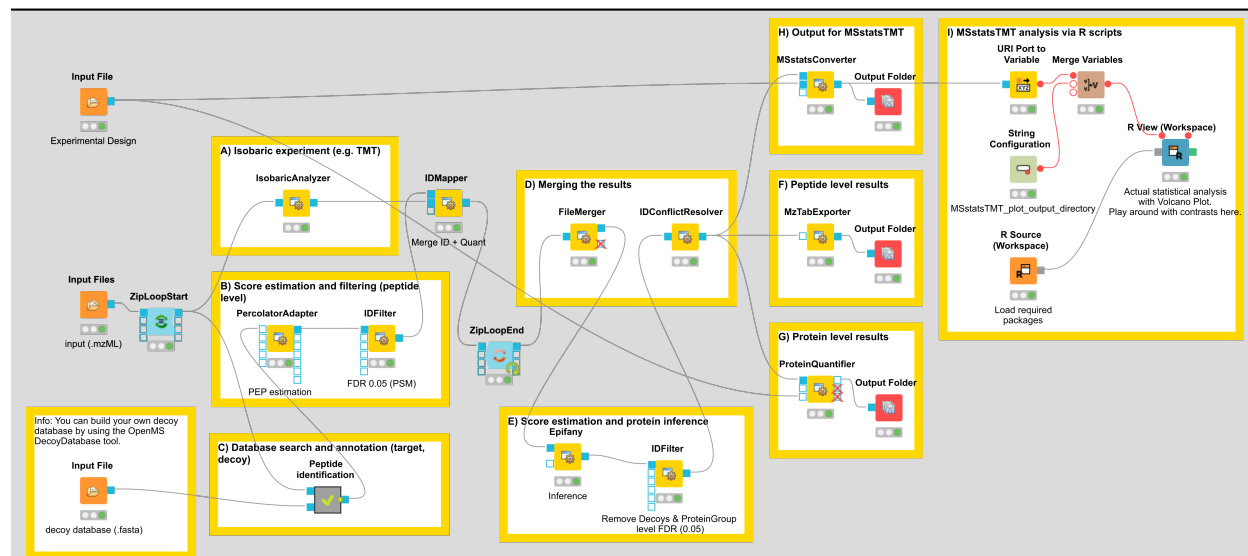 Input File
Experimental Design
Input Files
input (.mzML)
ZipLoopStart
Info: You can build your own decoy
database by using the OpenMS
DecoyDatabase tool.
Input File
decoy database (.fasta)
A) Isobaric experiment (e.g. TMT)
IsobaricAnalyzer
B) Score estimation and filtering (peptide
level)
PercolatorAdapter
PEP estimation
IDFilter
FDR 0.05 (PSM)
C) Database search and annotation (target,
decoy)
Peptide
identification
IDMapper
Merge ID + Quant
ZipLoopEnd
D) Merging the results
FileMerger
IDConflictResolver
E) Score estimation and protein inference
Epifany
Inference
IDFilter
Remove Decoys & ProteinGroup
level FDR (0.05)
H) Output for MSstatsTMT
MSstatsConverter
Output Folder
F) Peptide level results
MzTabExporter
Output Folder
G) Protein level results
ProteinQuantifier
Output Folder
I) MSstatsTMT analysis via R scripts
URI Port to
Variable
XYZ
Merge Variables
V
String
Configuration
MSstatsTMT_plot_output_directory
R View (Workspace)
R
Actual statistical analysis
with Volcano Plot.
Play around with contrasts here.
R Source
(Workspace)
R
Load required
packages